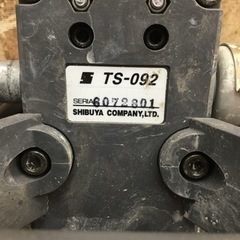 TS-092
SERIAL 6072801
SHIBUYA COMPANY,LTD.